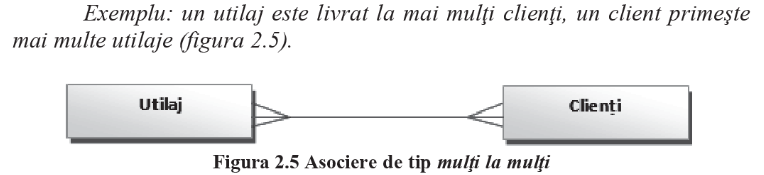 Exemplu: un utilaj este livrat la mai mulţi clienţi, un client primeşte
mai multe utilaje (figura 2.5).
Utilaj
Clienți
Figura 2.5 Asociere de tip mulţi la mulţi